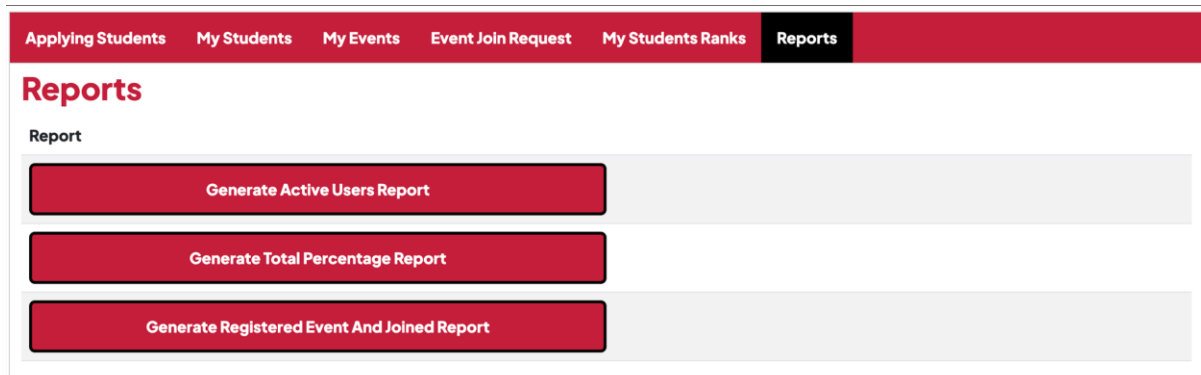 Applying Students My Students My Events Event Join Request My Students Ranks Reports
Reports
Report
Generate Active Users Report
Generate Total Percentage Report
Generate Registered Event And Joined Report